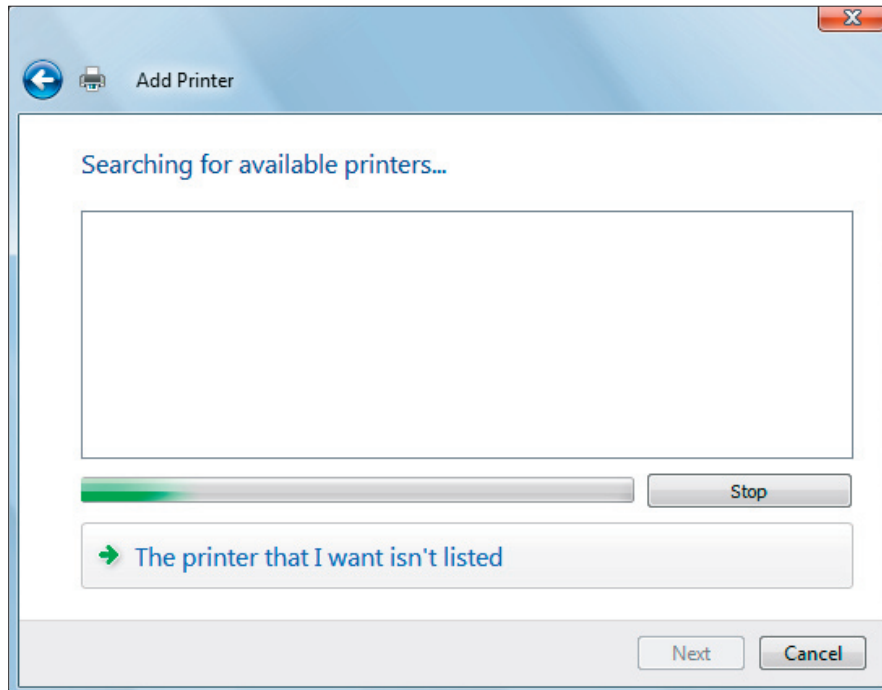 Add Printer
Searching for available printers...
Stop
The printer that I want isn't listed
Next
Cancel